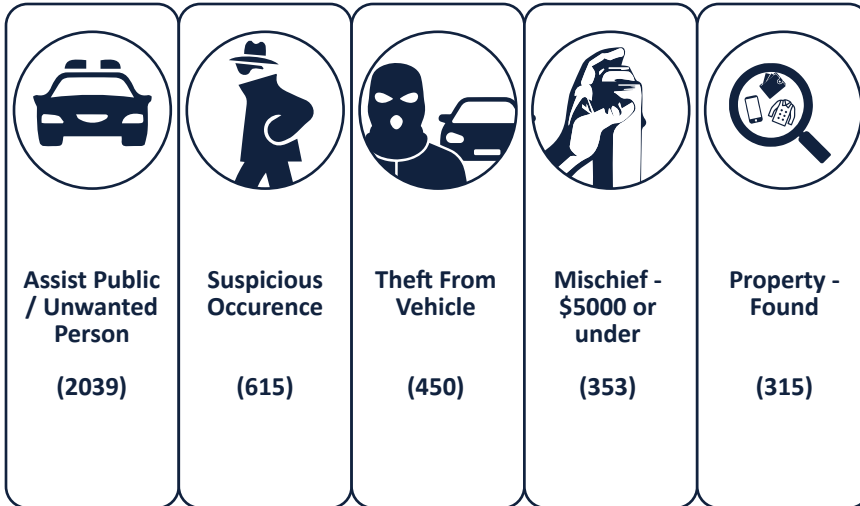 Assist Public
/ Unwanted
Person
(2039)
Suspicious
Occurence
(615)
Theft From
Vehicle
(450)
Mischief -
$5000 or
under
(353)
Property -
Found
(315)